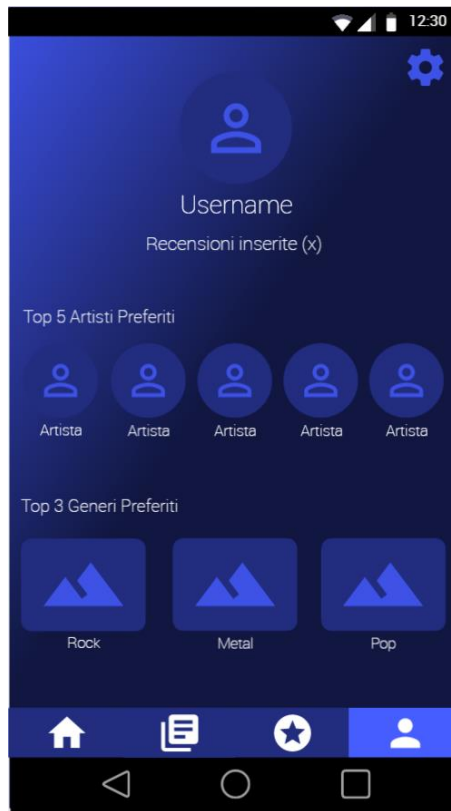 12:30
Username
Recensioni inserite (x)
Top 5 Artisti Preferiti
Artista Artista Artista Artista Artista
Top 3 Generi Preferiti
Rock Metal Pop